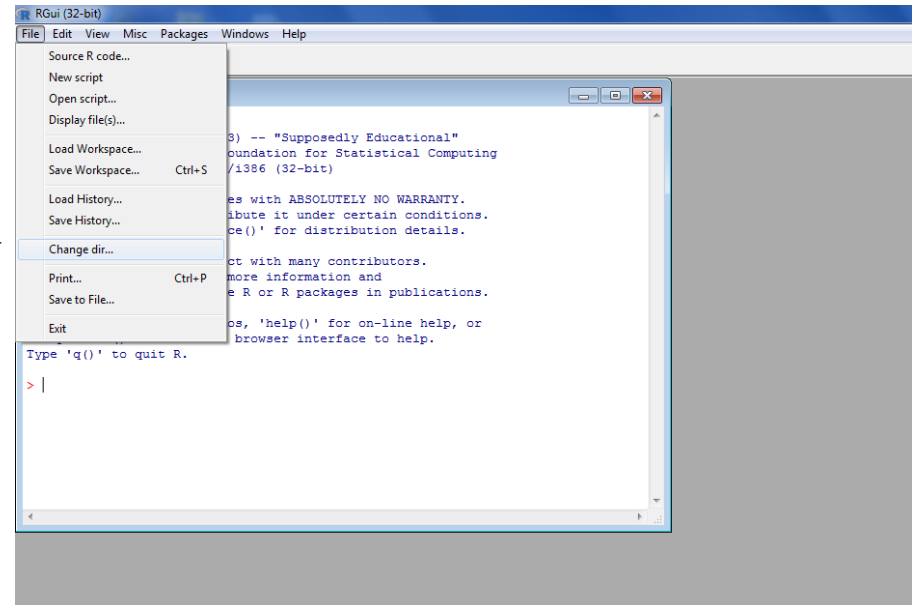 RGui (32-bit)
File Edit View Misc Packages Windows Help
Source R code...
New script
Open script...
Display file(s)...
Load Workspace...
Save Workspace... Ctrl+S
Load History...
Save History...
Change dir...
Print... Ctrl+P
Save to File...
Exit
3) -- "Supposedly Educational"
oundation for Statistical Computing
/i386 (32-bit)
es with ABSOLUTELY NO WARRANTY.
ibute it under certain conditions.
ce()' for distribution details.
ct with many contributors.
more information and
e R or R packages in publications.
os, 'help()' for on-line help, or
browser interface to help.
Type 'q()' to quit R.
>